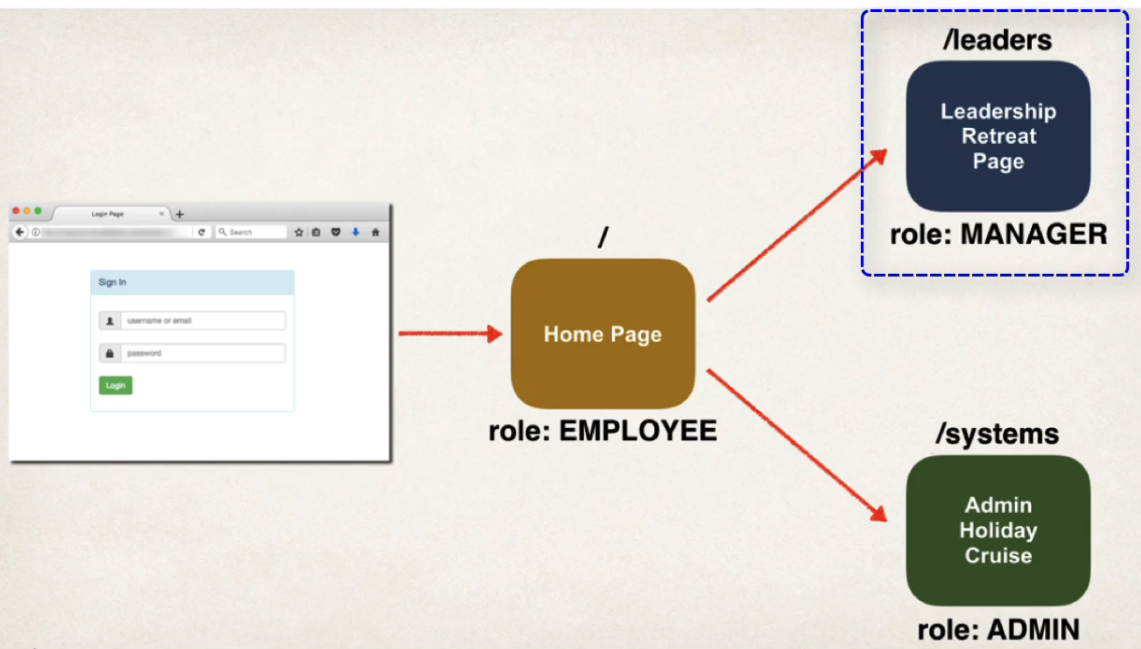 /leaders
Leadership
Retreat
Page
role: MANAGER
Login Page
Search
Sign In
username or email
password
Login
/
Home Page
role: EMPLOYEE
/systems
Admin
Holiday
Cruise
role: ADMIN